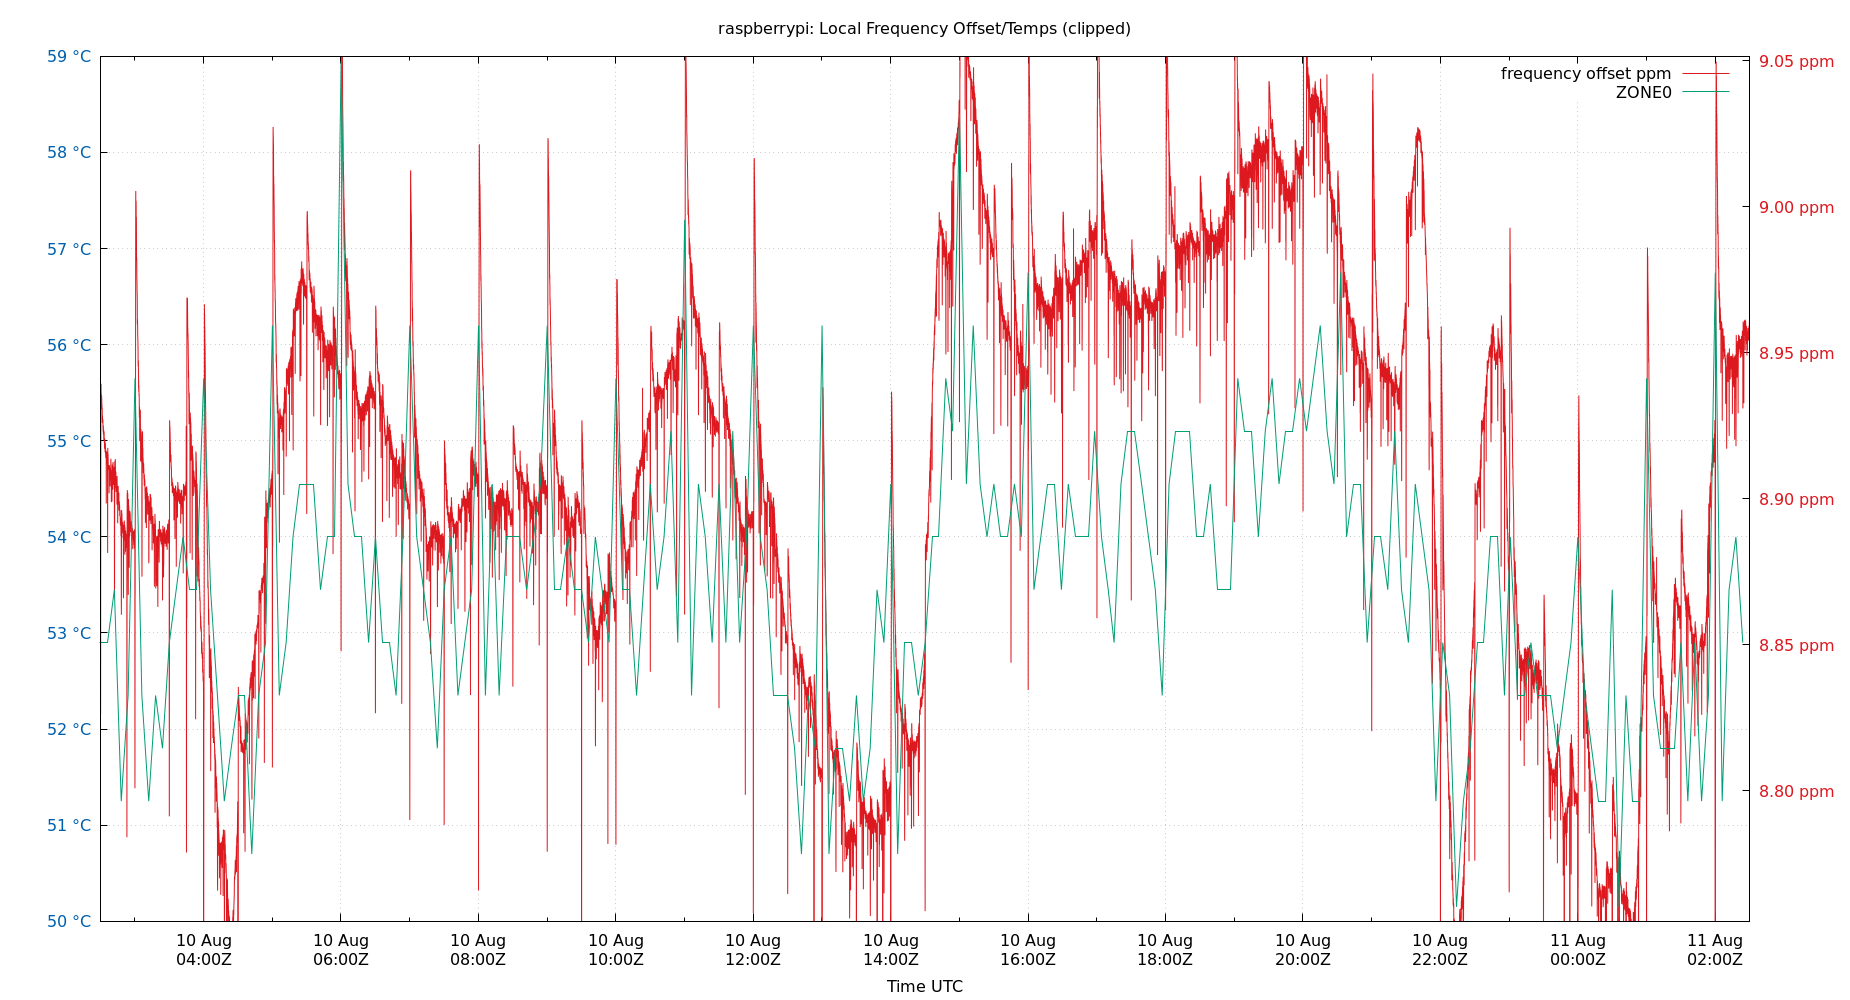 raspberrypi: Local Frequency Offset/Temps (clipped)
59 °C
58 °C
57 °C
56 °C
55 °C
54 °C
53 °C
52 °C
51 °C
50 °C
9.05 ppm
9.00 ppm
8.95 ppm
8.90 ppm
8.85 ppm
8.80 ppm
frequency offset ppm
ZONE0
10 Aug 10 Aug 10 Aug 10 Aug 10 Aug 10 Aug 10 Aug 10 Aug 10 Aug 10 Aug 11 Aug 11 Aug
04:00Z 06:00Z 08:00Z 10:00Z 12:00Z 14:00Z 16:00Z 18:00Z 20:00Z 22:00Z 00:00Z 02:00Z
Time UTC